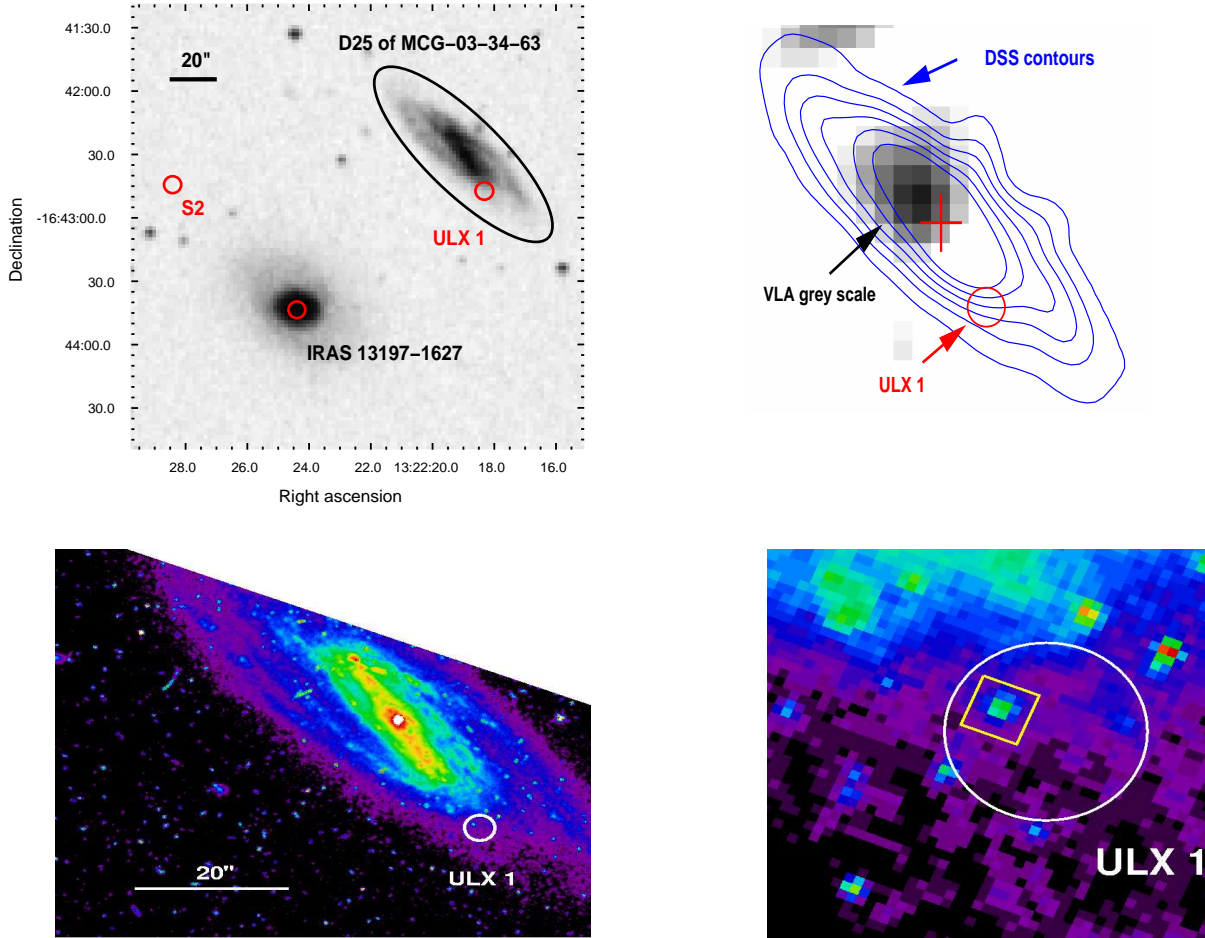 41:30.0
D25 of MCG−03−34−63
20"
42:00.0
30.0
S2
-16:43:00.0
ULX 1
30.0
44:00.0
IRAS 13197−1627
30.0
28.0 26.0 24.0 22.0 13:22:20.0 18.0 16.0
Right ascension
Declination
DSS contours
VLA grey scale
ULX 1
20"
ULX 1
ULX 1